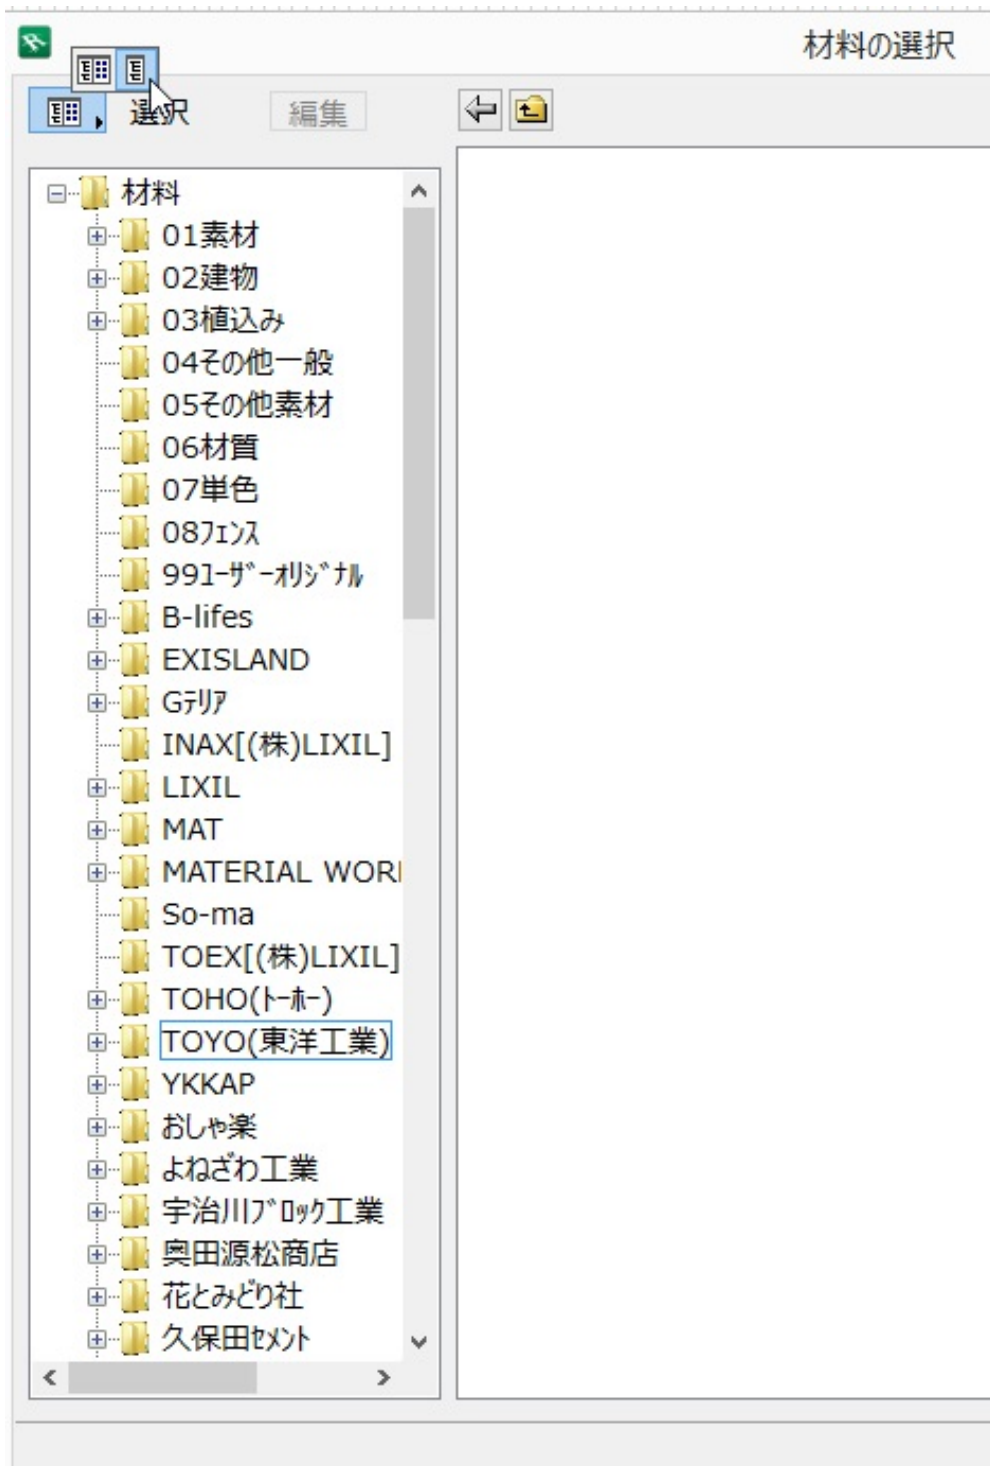 材料の選択
選択
編集
材料
01素材
02建物
03植込み
04その他一般
05その他素材
06材質
07単色
08ﾌｪﾝｽ
99ﾕｰｻﾞｰｵﾘｼﾞﾅﾙ
B-lifes
EXISLAND
Gﾃﾘｱ
INAX[(株)LIXIL]
LIXIL
MAT
MATERIAL WOR
So-ma
TOEX[(株)LIXIL]
TOHO(ﾄｰﾎｰ)
TOYO(東洋工業)
YKKAP
おしゃ楽
よねざわ工業
宇治川ﾌﾞﾛｯｸ工業
奥田源松商店
花とみどり社
久保田ｾﾒﾝﾄ